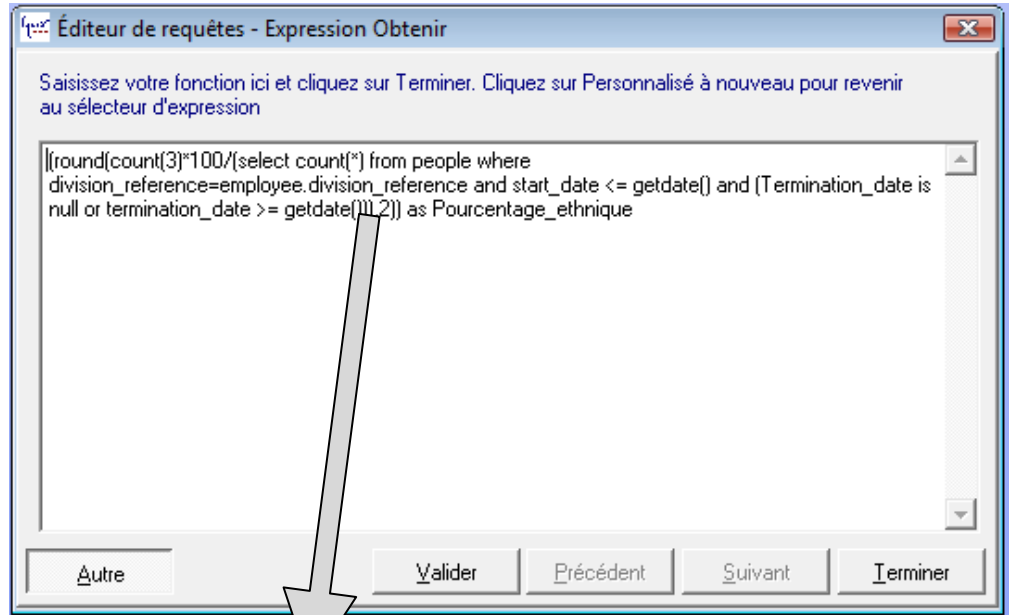 Éditeur de requêtes - Expression Obtenir
Saisissez votre fonction ici et cliquez sur Terminer. Cliquez sur Personnalisé à nouveau pour revenir
au sélecteur d'expression
(round(count(3)*100/(select count(*) from people where
division_reference=employee.division_reference and start_date <= getdate() and (Termination_date is
null or termination_date >= getdate())),2)) as Pourcentage_ethnique
Autre Valider Précédent Suivant Terminer